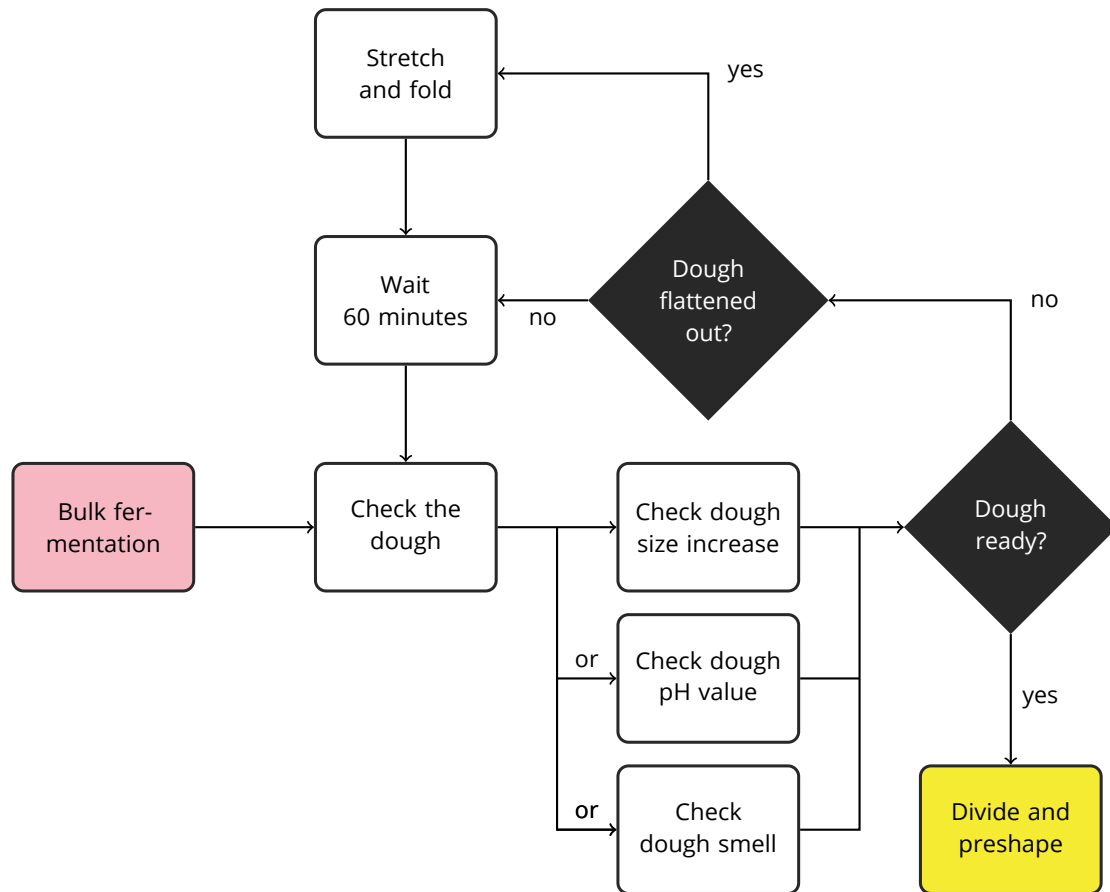 Stretch
and fold
yes
Wait
60 minutes
no
Dough
flattened
out?
no
Bulk fer-
mentation
Check the
dough
Check dough
size increase
Dough
ready?
or
Check dough
pH value
yes
or
Check
dough smell
Divide and
preshape